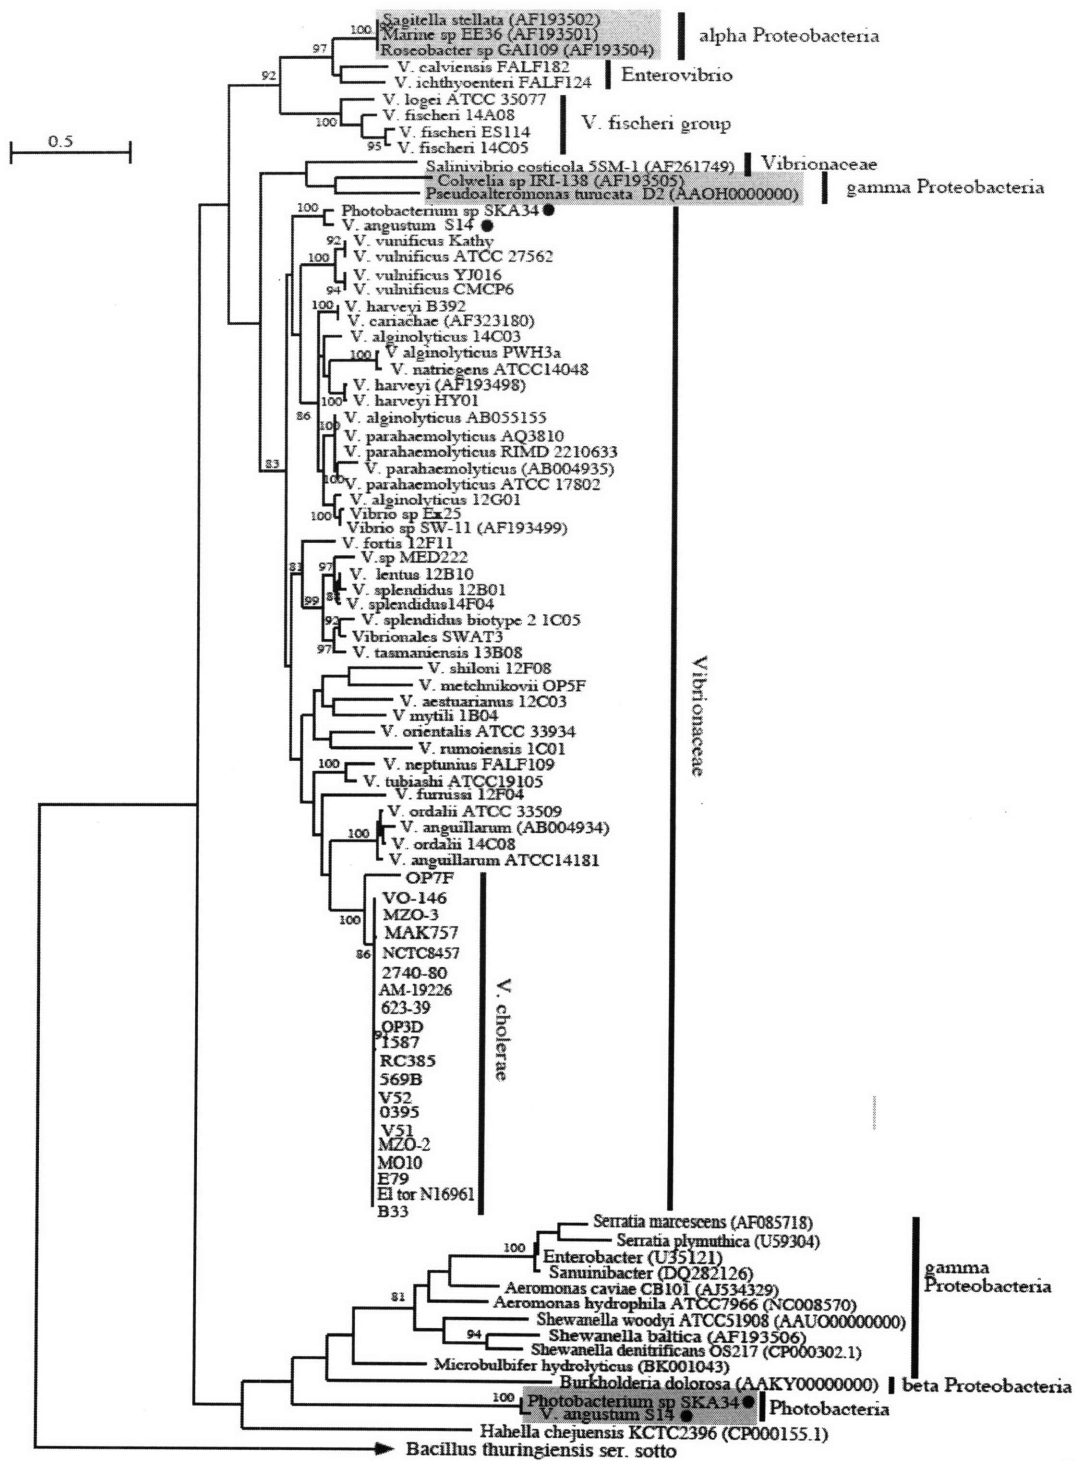 Sagitella stellata (AF193502)
100 98
Marine sp EE36 (AF193501)
alpha Proteobacteria
Roseobacter sp GAI109 (AF193504)
97
V. calviensis FALF182
Enterovibrio
92
V. ichthyoenteri FALF124
V. logei ATCC 35077
V. fischeri 14A08
100
V. fischeri group
V. fischeri ES114
0.5
95
V. fischeri 14C05
Salinivibrio costicola 5SM-1 (AF261749)
Vibrionaceae
Colwelia sp IRI-138 (AF193505)
gamma Proteobacteria
Pseudoalteromonas tunicata D2 (AAOH0000000)
100
Photobacterium sp SKA34
V. angustum S14
92
V. vunificus Kathy
100
V. vulnificus ATCC 27562
V. vulnificus YJ016
94
V. vulnificus CMCP6
100
V. harveyi B392
V. cariachae (AF323180)
V. alginolyticus 14C03
100
V alginolyticus PWH3a
V. natriegens ATCC14048
V. harveyi (AF193498)
100
V. harveyi HY01
86
V. alginolyticus AB055155
100
V. parahaemolyticus AQ3810
V. parahaemolyticus RIMD 2210633
83
V. parahaemolyticus (AB004935)
100
V. parahaemolyticus ATCC 17802
V. alginolyticus 12G01
100
Vibrio sp Ex25
Vibrio sp SW-11 (AF193499)
V. fortis 12F11
V.sp MED222
81
97
V. lentus 12B10
V. splendidus 12B01
99
V. splendidus14F04
92
V. splendidus biotype 2 1C05
Vibrionales SWAT3
97
V. tasmaniensis 13B08
V. shiloni 12F08
V. metchnikovii OP5F
Vibrionaceae
V. aestuarianus 12C03
V mytili 1B04
V. orientalis ATCC 33934
V. rumoiensis 1C01
100
V. neptunius FALF109
V. tubiashi ATCC19105
V. furnissi 12F04
V. ordalii ATCC 33509
100
V. anguillarum (AB004934)
V. ordalii 14C08
V. anguillarum ATCC14181
OP7F
VO-146
100
MZO-3
MAK757
86
NCTC8457
2740-80
AM-19226
623-39
OP3D
1587
V. cholerae
RC385
569B
V52
0395
V51
MZO-2
MO10
E79
El tor N16961
B33
Serratia marcescens (AF085718)
Serratia plymuthica (U59304)
100
Enterobacter (U35121)
gamma
Proteobacteria
Sanuinibacter (DQ282126)
Aeromonas caviae CB101 (AJ534329)
81
Aeromonas hydrophila ATCC7966 (NC008570)
Shewanella woodyi ATCC51908 (AAUO00000000)
94
Shewanella baltica (AF193506)
Shewanella denitrificans OS217 (CP000302.1)
Microbulbifer hydrolyticus (BK001043)
Burkholderia dolorosa (AAKY00000000)
beta Proteobacteria
100
Photobacterium sp SKA34
Photobacteria
V. angustum S14
Hahella chejuensis KCTC2396 (CP000155.1)
Bacillus thuringiensis ser. sotto